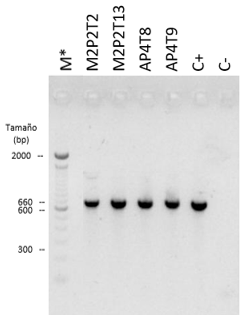 M* M2P2T2 M2P2T13 AP4T8 AP4T9 C+ C-
Tamaño
(bp)
2000 --
660 --
600 --
300 --